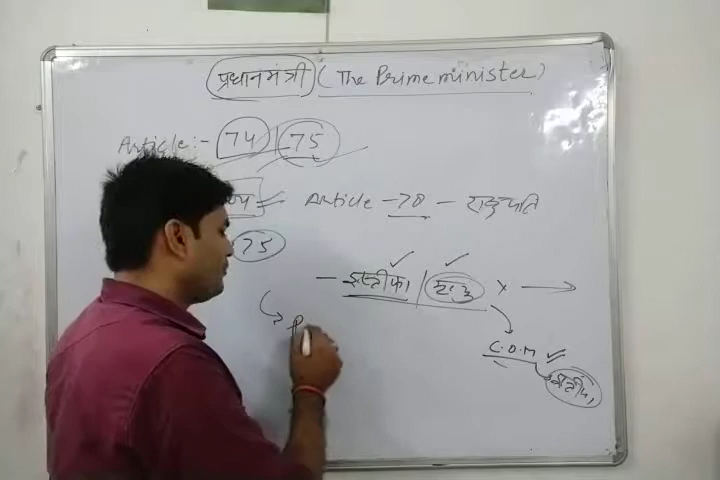 प्रधानमंत्री (The Prime minister)
Article :- 74 / 75
Article - 78 - राष्ट्रपति
75
- इस्तीफा / मृत्यु x →
C.O.M
इस्तीफा
P